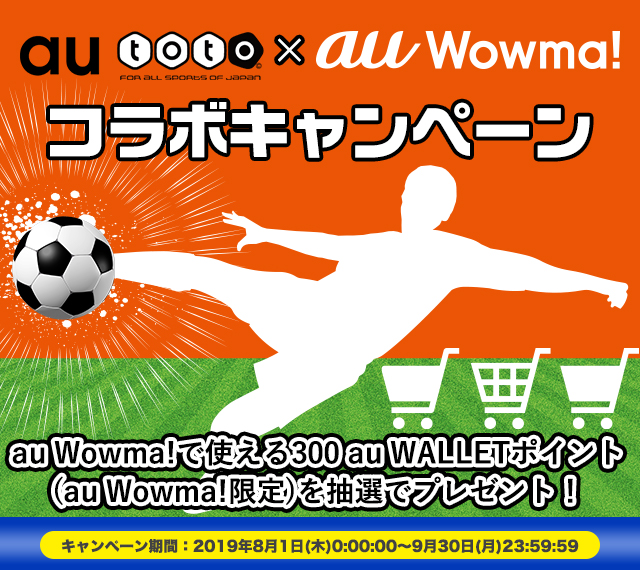 au toto × au Wowma!
FOR ALL SPORTS OF JAPAN
コラボキャンペーン
au Wowma!で使える300 au WALLETポイント
(au Wowma!限定)を抽選でプレゼント！
キャンペーン期間：2019年8月1日(木)0:00:00～9月30日(月)23:59:59